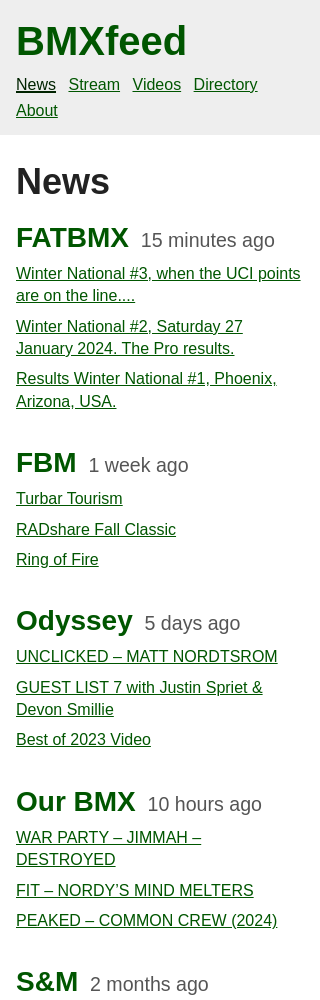 BMXfeed
News Stream Videos Directory
About
News
FATBMX 15 minutes ago
Winter National #3, when the UCI points
are on the line....
Winter National #2, Saturday 27
January 2024. The Pro results.
Results Winter National #1, Phoenix,
Arizona, USA.
FBM 1 week ago
Turbar Tourism
RADshare Fall Classic
Ring of Fire
Odyssey 5 days ago
UNCLICKED – MATT NORDTSROM
GUEST LIST 7 with Justin Spriet &
Devon Smillie
Best of 2023 Video
Our BMX 10 hours ago
WAR PARTY – JIMMAH –
DESTROYED
FIT – NORDY’S MIND MELTERS
PEAKED – COMMON CREW (2024)
S&M 2 months ago